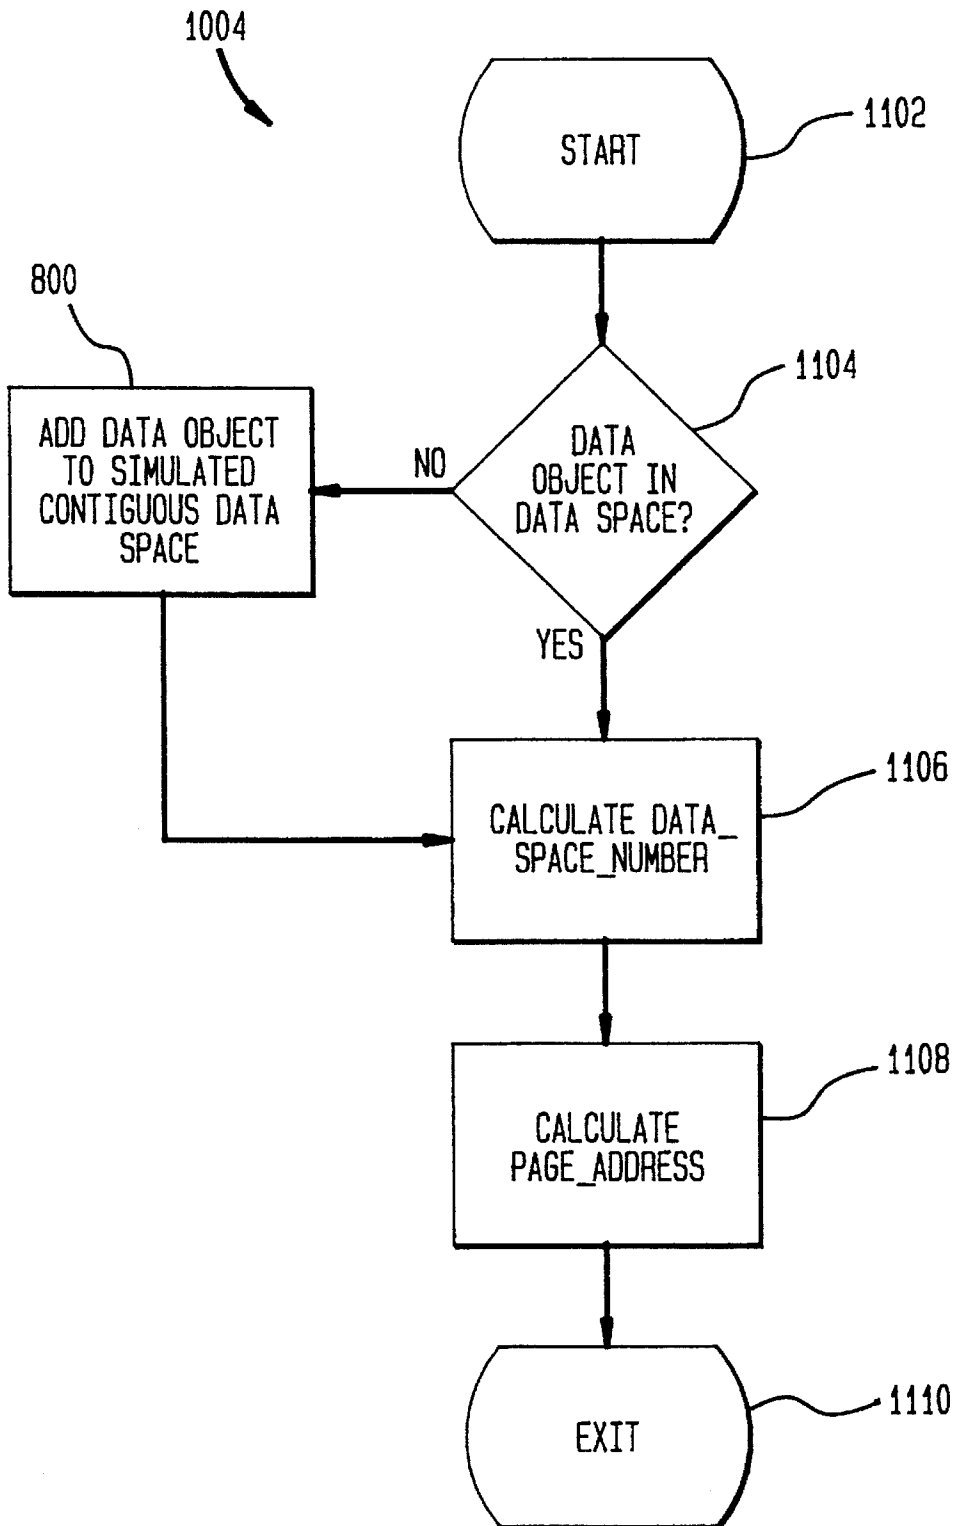 1004
START
1102
800
1104
ADD DATA OBJECT
TO SIMULATED
CONTIGUOUS DATA
SPACE
NO
DATA
OBJECT IN
DATA SPACE?
YES
1106
CALCULATE DATA_
SPACE_NUMBER
1108
CALCULATE
PAGE_ADDRESS
1110
EXIT